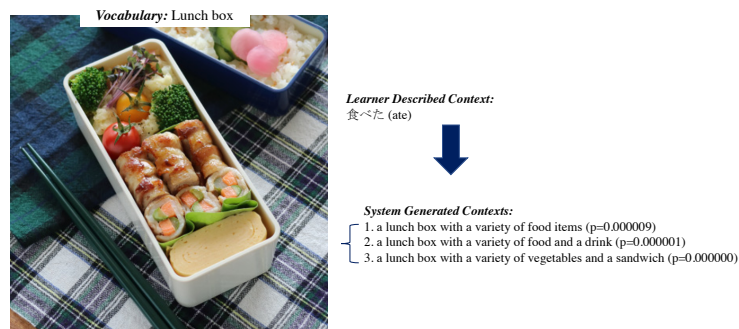 Vocabulary: Lunch box
Learner Described Context:
食べた (ate)
System Generated Contexts:
1. a lunch box with a variety of food items (p=0.000009)
2. a lunch box with a variety of food and a drink (p=0.000001)
3. a lunch box with a variety of vegetables and a sandwich (p=0.000000)